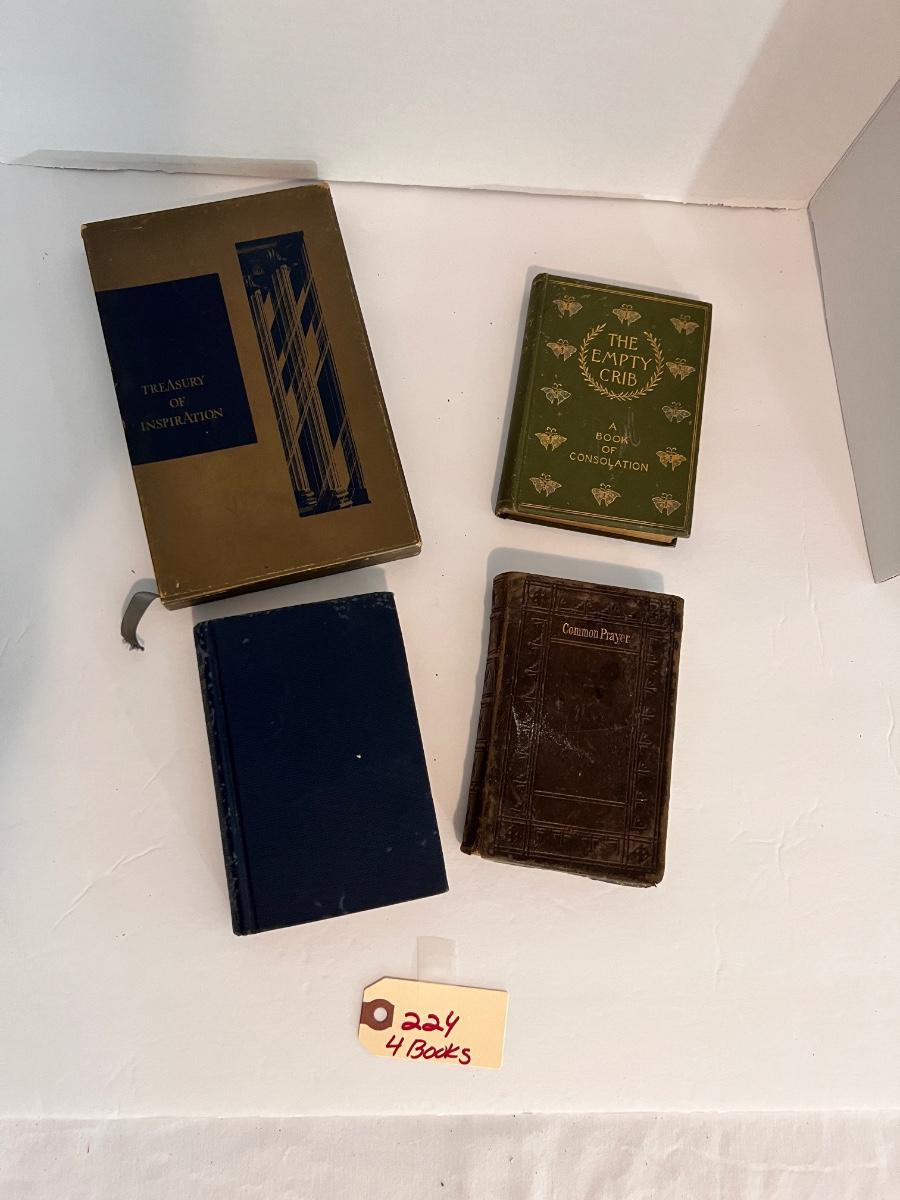 TREASURY
OF
INSPIRATION
THE
EMPTY
CRIB
A
BOOK
OF
CONSOLATION
Common Prayer
224
4 Books